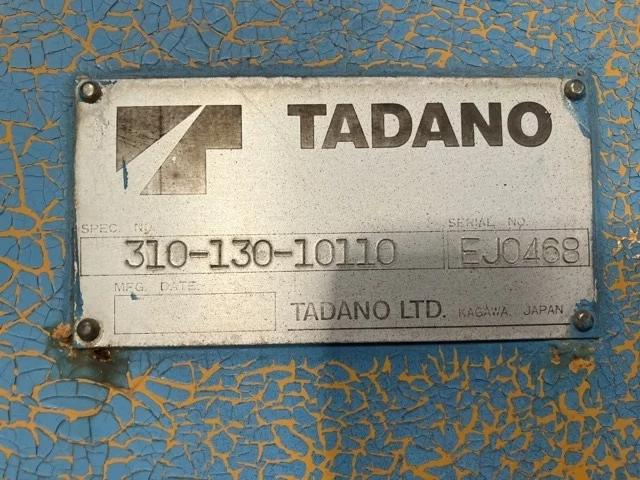 TADANO
SPEC. NO.
SERIAL NO.
310-130-10110
EJ0468
MFG. DATE.
TADANO LTD. KAGAWA, JAPAN